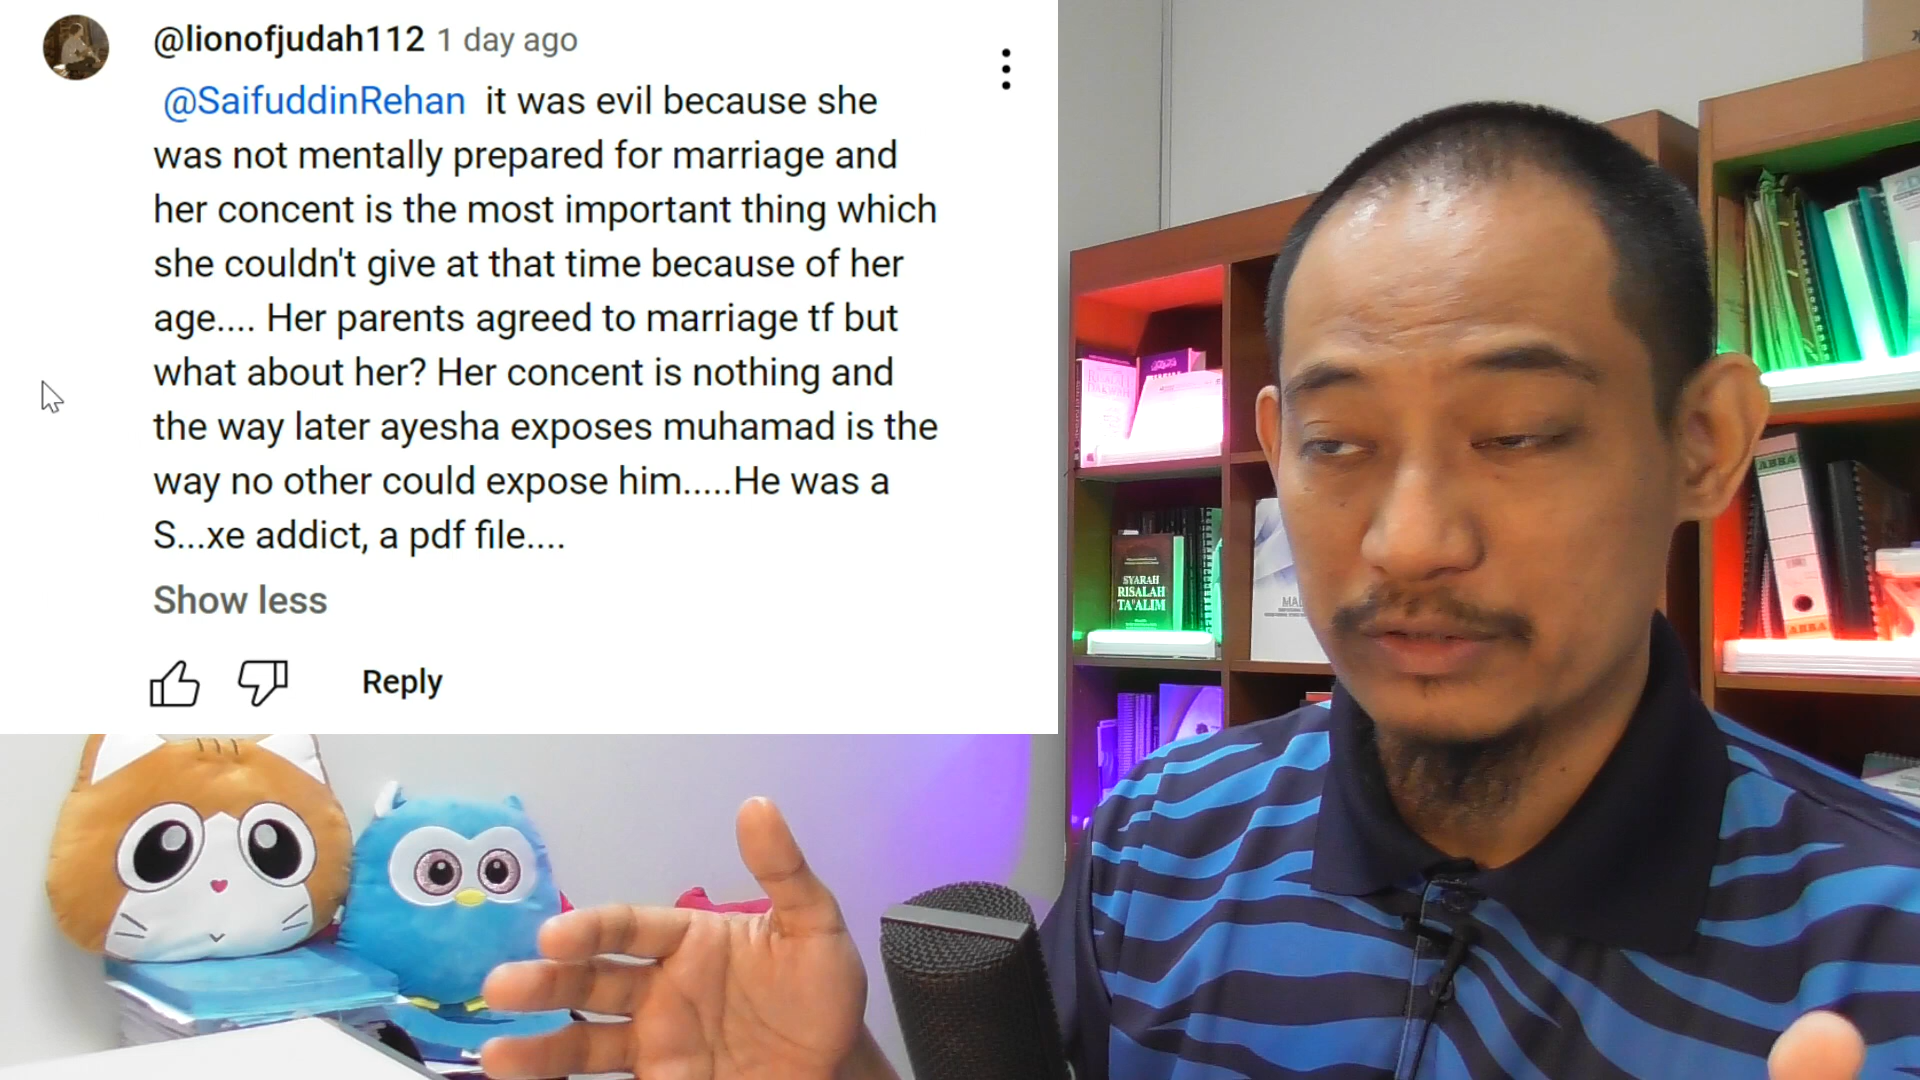 @lionofjudah112 1 day ago
@SaifuddinRehan it was evil because she
was not mentally prepared for marriage and
her concent is the most important thing which
she couldn't give at that time because of her
age.... Her parents agreed to marriage tf but
what about her? Her concent is nothing and
the way later ayesha exposes muhamad is the
way no other could expose him.....He was a
S...xe addict, a pdf file....
Show less
Reply
SYARAH
RISALAH
TA'ALIM
ABBA
ABBA